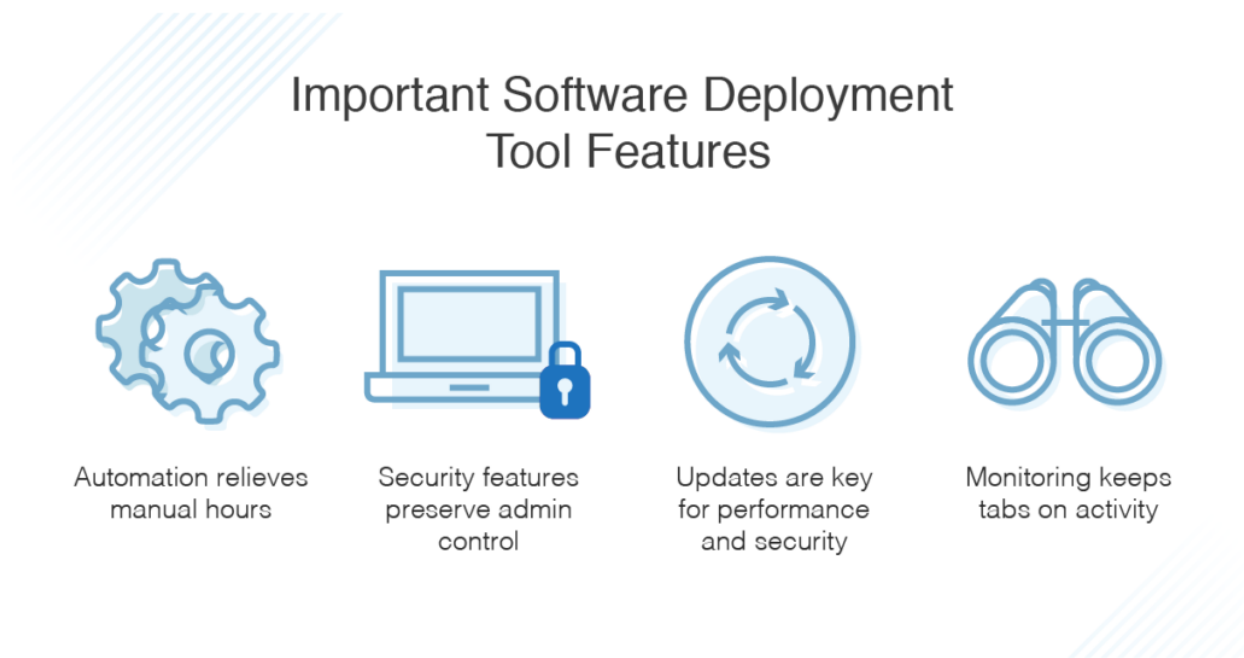 Important Software Deployment
Tool Features
Automation relieves
manual hours
Security features
preserve admin
control
Updates are key
for performance
and security
Monitoring keeps
tabs on activity